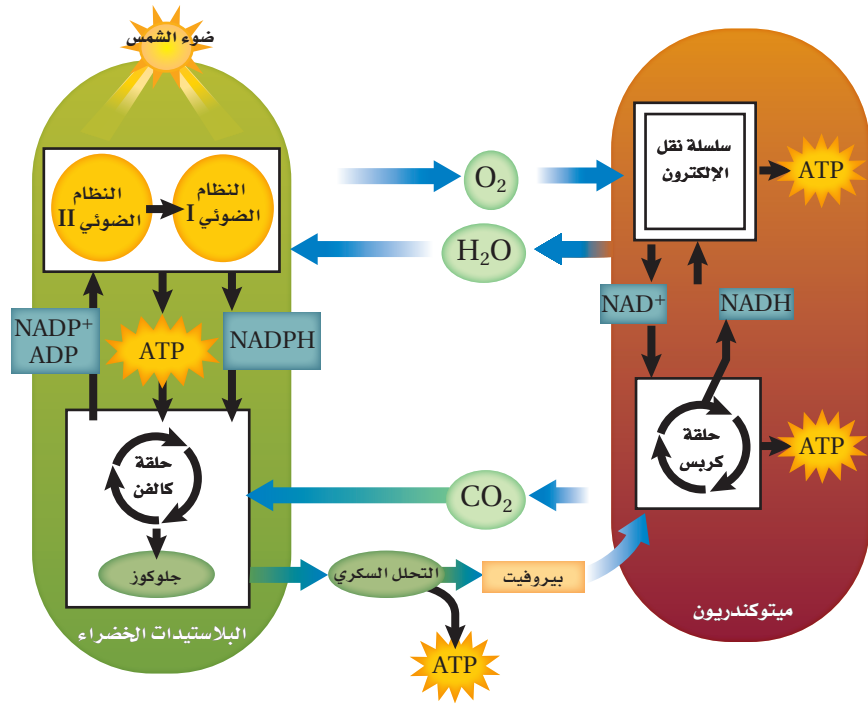 ضوء الشمس
النظام
الضوئي II
النظام
الضوئي I
O₂
سلسلة نقل
الإلكترون
ATP
H₂O
NADP⁺
ADP
ATP
NADPH
NAD⁺
NADH
حلقة
كالفن
CO₂
حلقة
كربس
ATP
جلوكوز
التحلل السكري
بيروفيت
ATP
البلاستيدات الخضراء
ميتوكندريون